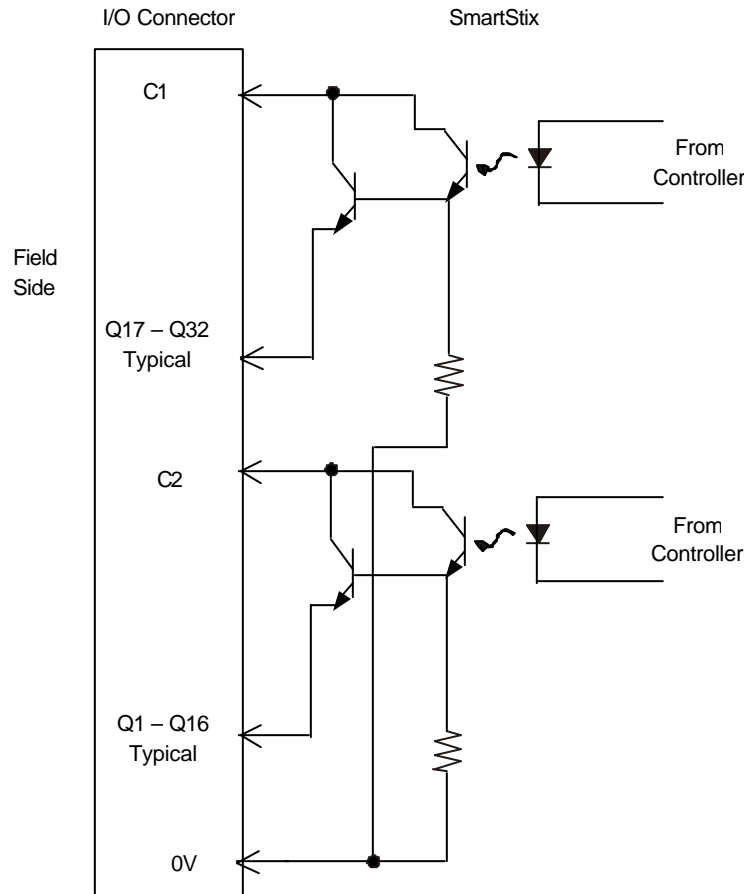 I/O Connector
SmartStix
C1
From
Controller
Field
Side
Q17 – Q32
Typical
C2
From
Controller
Q1 – Q16
Typical
0V